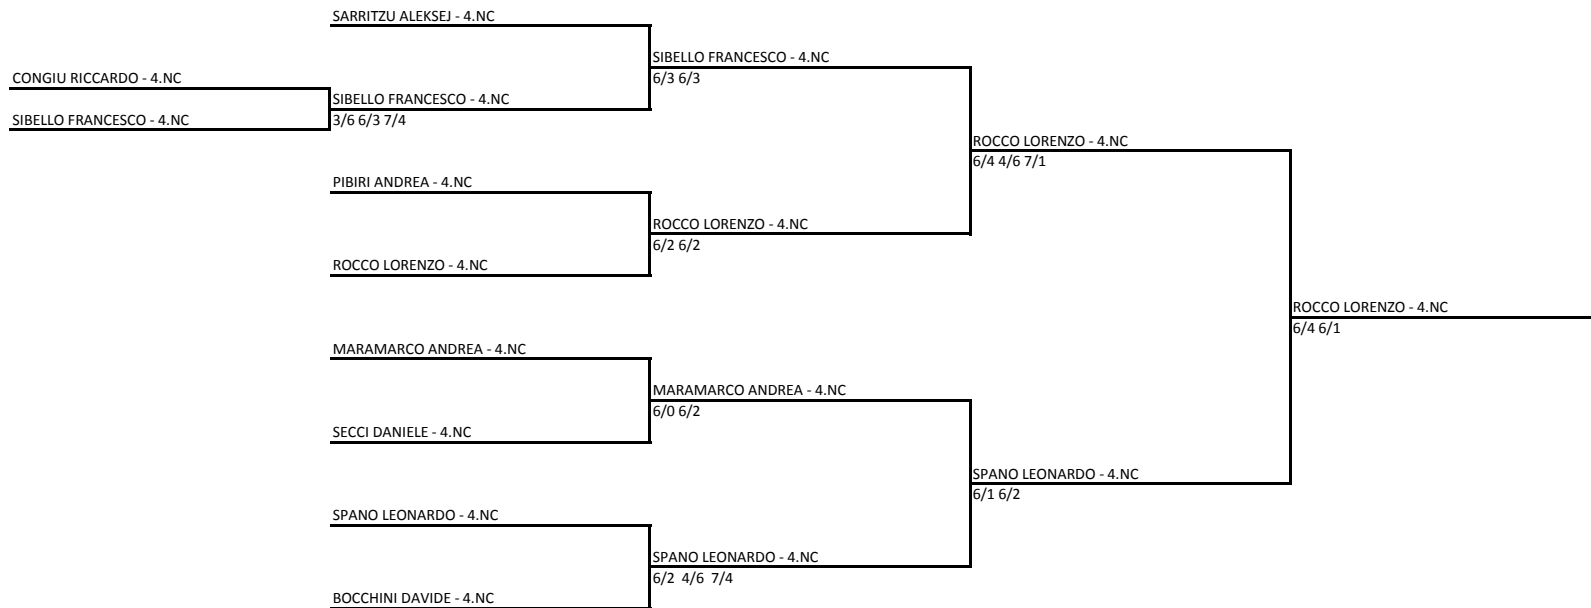 SARRITZU ALEKSEJ - 4.NC
SIBELLO FRANCESCO - 4.NC
6/3 6/3
CONGIU RICCARDO - 4.NC
SIBELLO FRANCESCO - 4.NC
3/6 6/3 7/4
SIBELLO FRANCESCO - 4.NC
ROCCO LORENZO - 4.NC
6/4 4/6 7/1
PIBIRI ANDREA - 4.NC
ROCCO LORENZO - 4.NC
6/2 6/2
ROCCO LORENZO - 4.NC
ROCCO LORENZO - 4.NC
6/4 6/1
MARAMARCO ANDREA - 4.NC
MARAMARCO ANDREA - 4.NC
6/0 6/2
SECCI DANIELE - 4.NC
SPANO LEONARDO - 4.NC
6/1 6/2
SPANO LEONARDO - 4.NC
SPANO LEONARDO - 4.NC
6/2  4/6  7/4
BOCCHINI DAVIDE - 4.NC